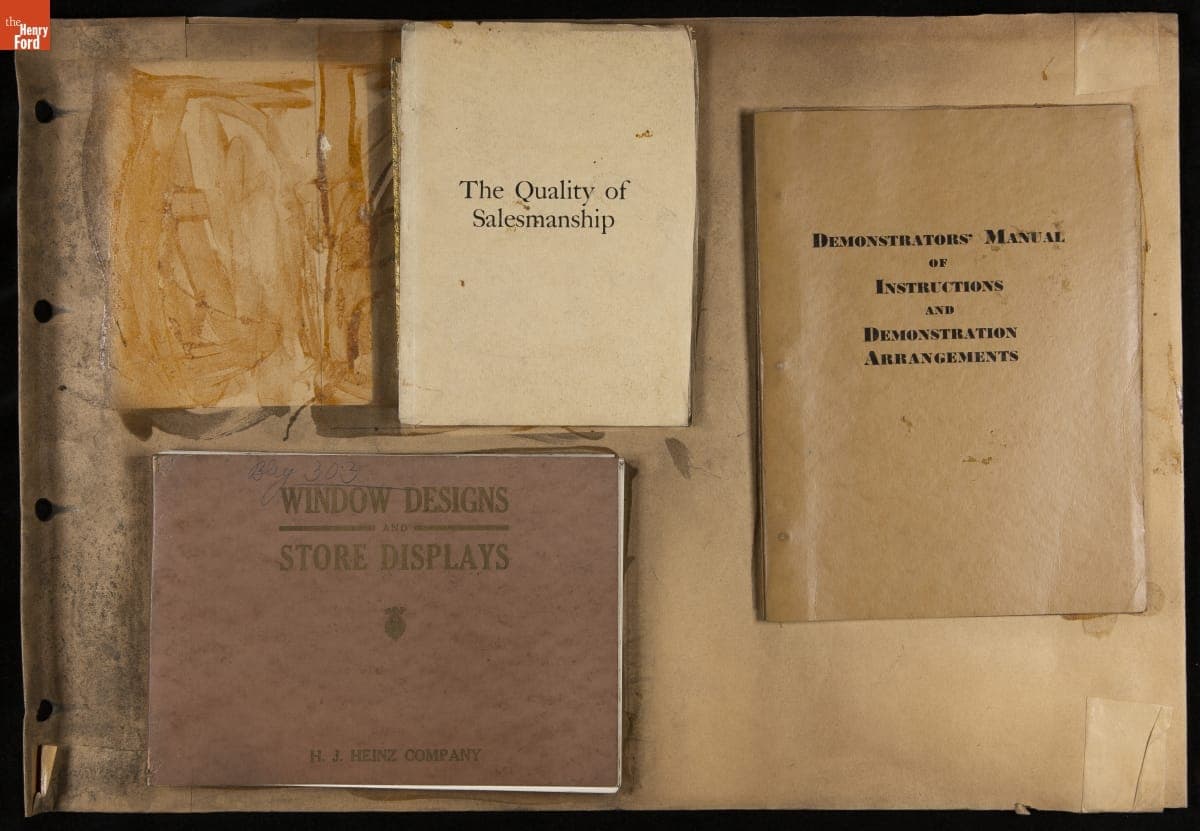 the
Henry
Ford
The Quality of
Salesmanship
DEMONSTRATORS' MANUAL
OF
INSTRUCTIONS
AND
DEMONSTRATION
ARRANGEMENTS
303
WINDOW DESIGNS
AND
STORE DISPLAYS
H. J. HEINZ COMPANY